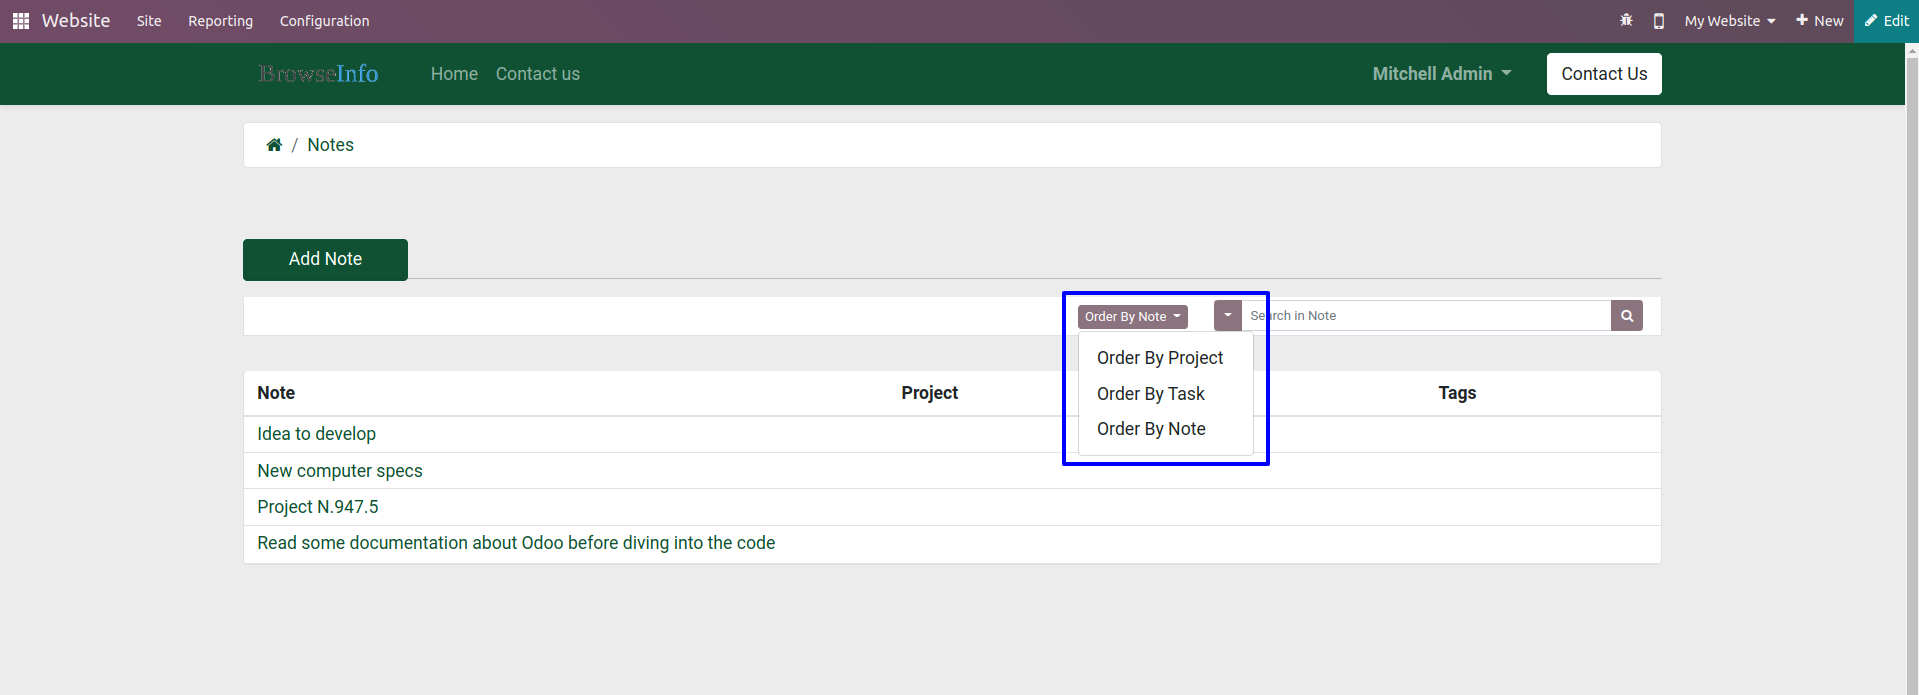 Website Site Reporting Configuration My Website New Edit
BrowseInfo Home Contact us Mitchell Admin Contact Us
/ Notes
Add Note
Order By Note Search in Note
Order By Project
Order By Task
Order By Note
Note Project Tags
Idea to develop
New computer specs
Project N.947.5
Read some documentation about Odoo before diving into the code